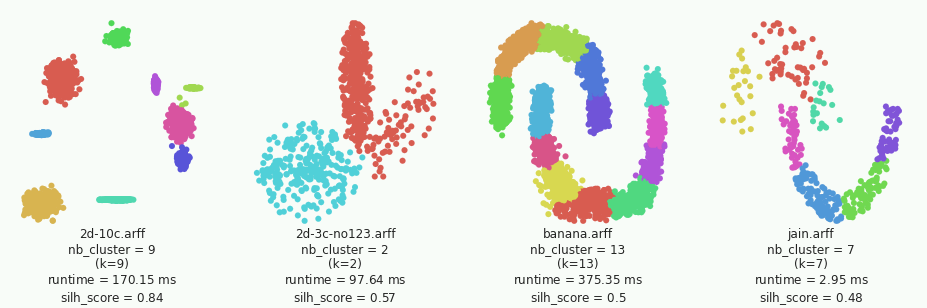 2d-10c.arff
nb_cluster = 9
(k=9)
runtime = 170.15 ms
silh_score = 0.84
2d-3c-no123.arff
nb_cluster = 2
(k=2)
runtime = 97.64 ms
silh_score = 0.57
banana.arff
nb_cluster = 13
(k=13)
runtime = 375.35 ms
silh_score = 0.5
jain.arff
nb_cluster = 7
(k=7)
runtime = 2.95 ms
silh_score = 0.48